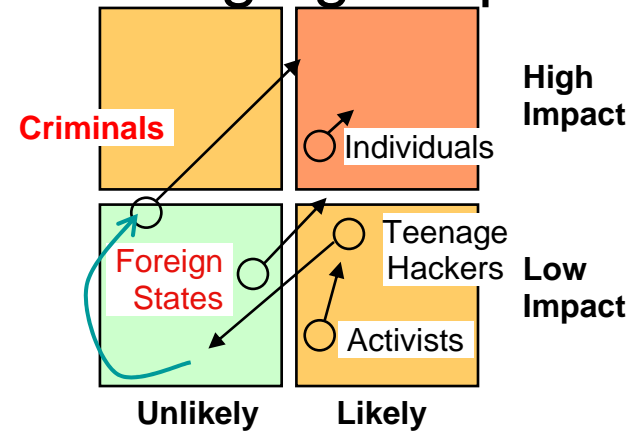 High
Impact
Criminals
Individuals
Foreign
States
Teenage
Hackers
Low
Impact
Activists
Unlikely
Likely